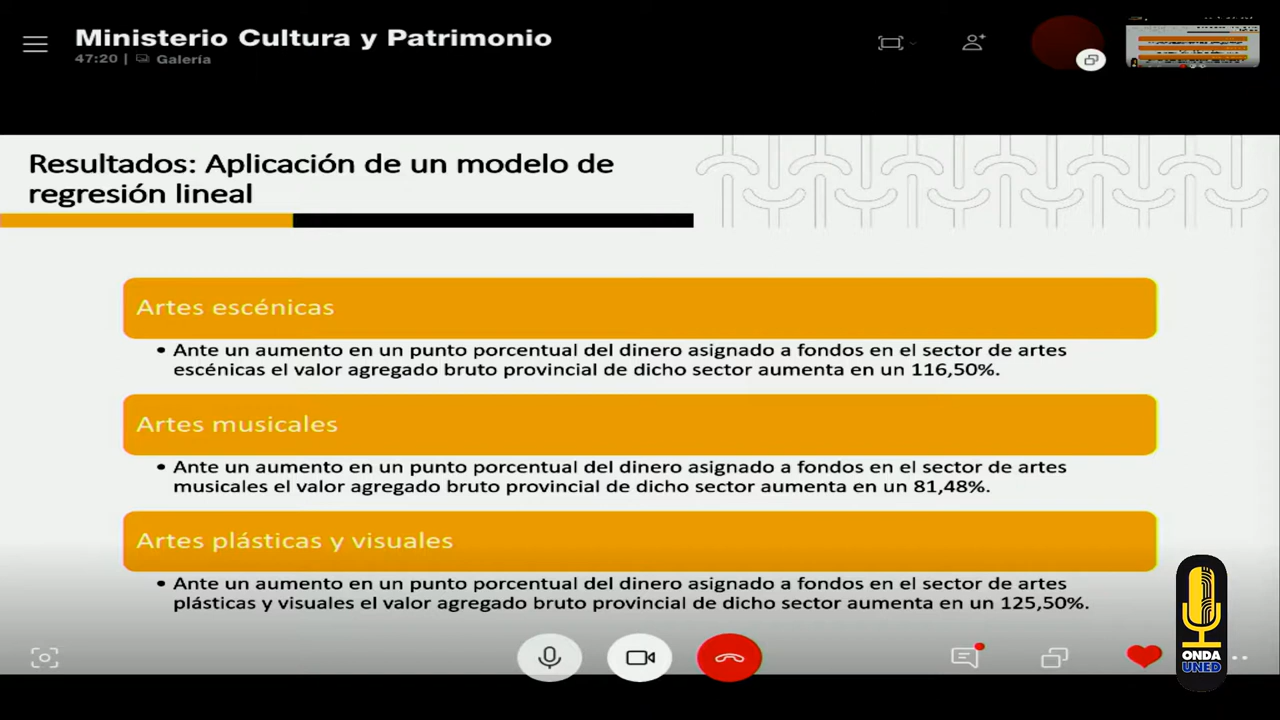 Ministerio Cultura y Patrimonio
47:20 | Galería
Resultados: Aplicación de un modelo de
regresión lineal
Artes escénicas
• Ante un aumento en un punto porcentual del dinero asignado a fondos en el sector de artes
escénicas el valor agregado bruto provincial de dicho sector aumenta en un 116,50%.
Artes musicales
• Ante un aumento en un punto porcentual del dinero asignado a fondos en el sector de artes
musicales el valor agregado bruto provincial de dicho sector aumenta en un 81,48%.
Artes plásticas y visuales
• Ante un aumento en un punto porcentual del dinero asignado a fondos en el sector de artes
plásticas y visuales el valor agregado bruto provincial de dicho sector aumenta en un 125,50%.
ONDA
UNED